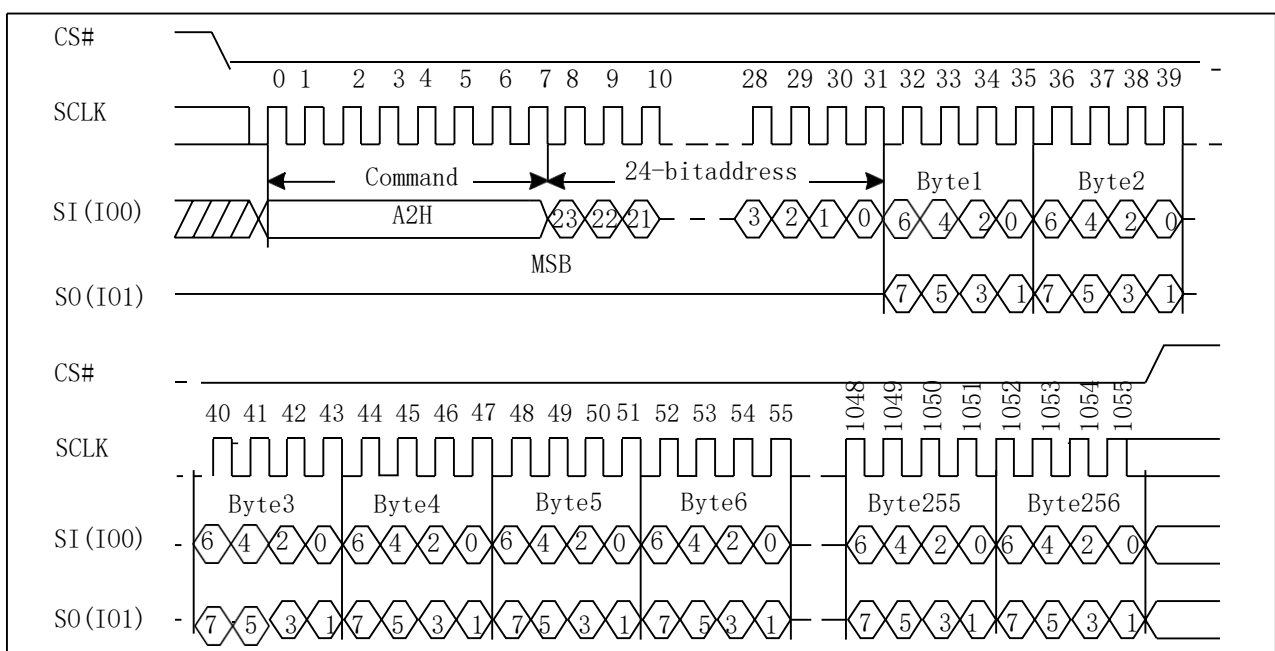 CS#
0 1 2 3 4 5 6 7 8 9 10 28 29 30 31 32 33 34 35 36 37 38 39
SCLK
Command 24-bitaddress Byte1 Byte2
SI(IO0) A2H 23 22 21 3 2 1 0 6 4 2 0 6 4 2 0
MSB
SO(IO1) 7 5 3 1 7 5 3 1
CS#
40 41 42 43 44 45 46 47 48 49 50 51 52 53 54 55 1048 1049 1050 1051 1052 1053 1054 1055
SCLK
Byte3 Byte4 Byte5 Byte6 Byte255 Byte256
SI(IO0) 6 4 2 0 6 4 2 0 6 4 2 0 6 4 2 0 6 4 2 0 6 4 2 0
SO(IO1) 7 5 3 1 7 5 3 1 7 5 3 1 7 5 3 1 7 5 3 1 7 5 3 1